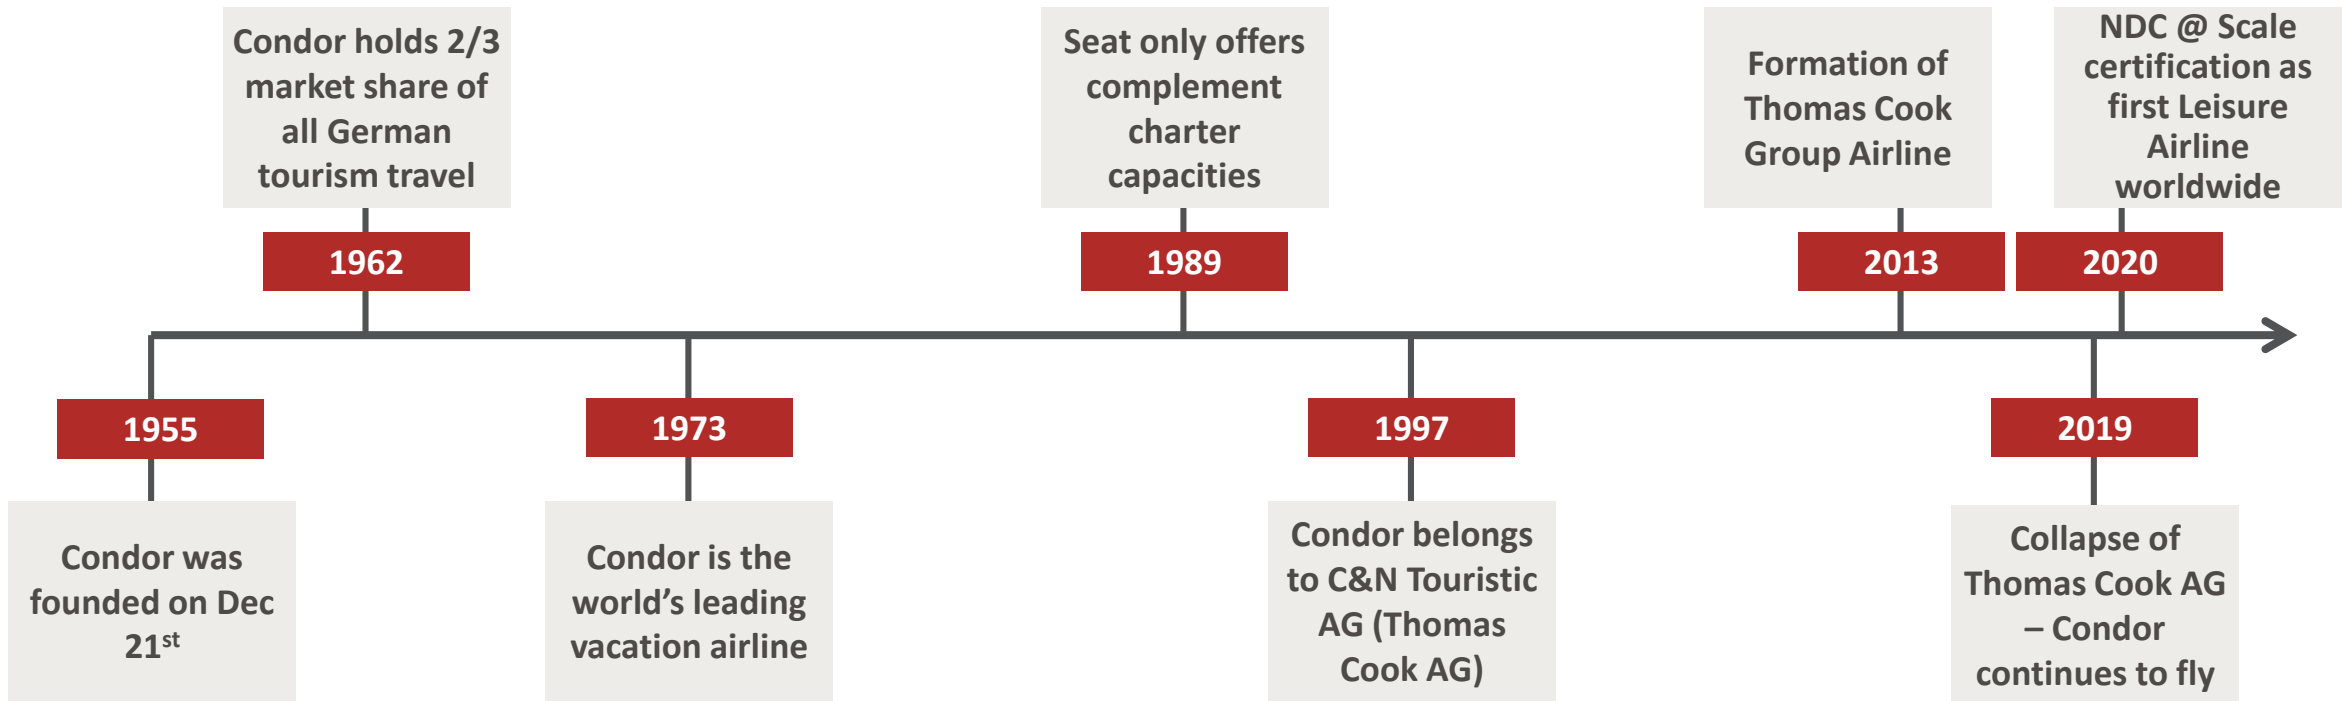 Condor holds 2/3
market share of
all German
tourism travel
1962
Seat only offers
complement
charter
capacities
1989
Formation of
Thomas Cook
Group Airline
2013
NDC @ Scale
certification as
first Leisure
Airline
worldwide
2020
1955
Condor was
founded on Dec
21st
1973
Condor is the
world’s leading
vacation airline
1997
Condor belongs
to C&N Touristic
AG (Thomas
Cook AG)
2019
Collapse of
Thomas Cook AG
– Condor
continues to fly